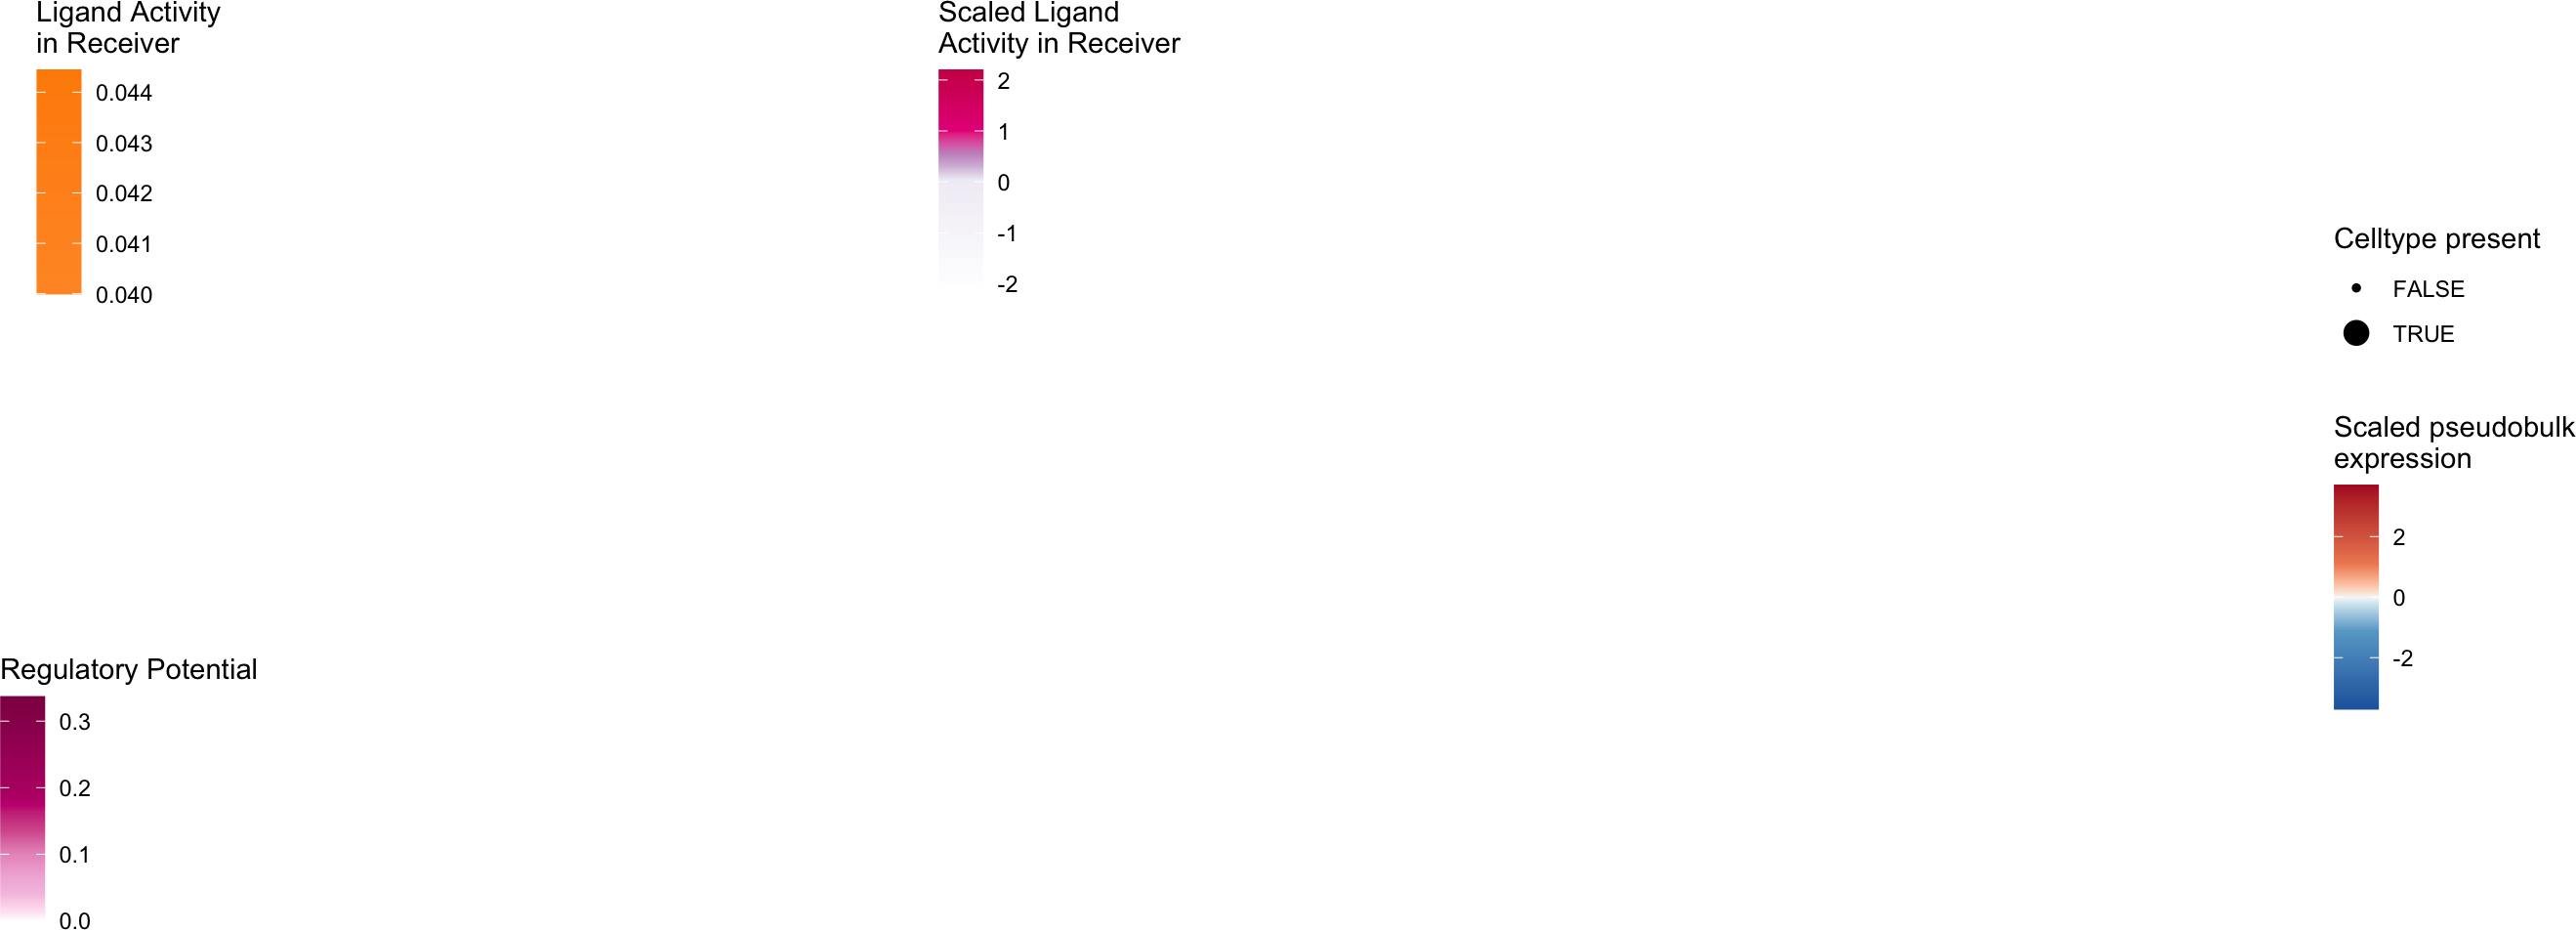 Ligand Activity
in Receiver
0.044
0.043
0.042
0.041
0.040
Scaled Ligand
Activity in Receiver
2
1
0
-1
-2
Celltype present
FALSE
TRUE
Scaled pseudobulk
expression
2
0
-2
Regulatory Potential
0.3
0.2
0.1
0.0